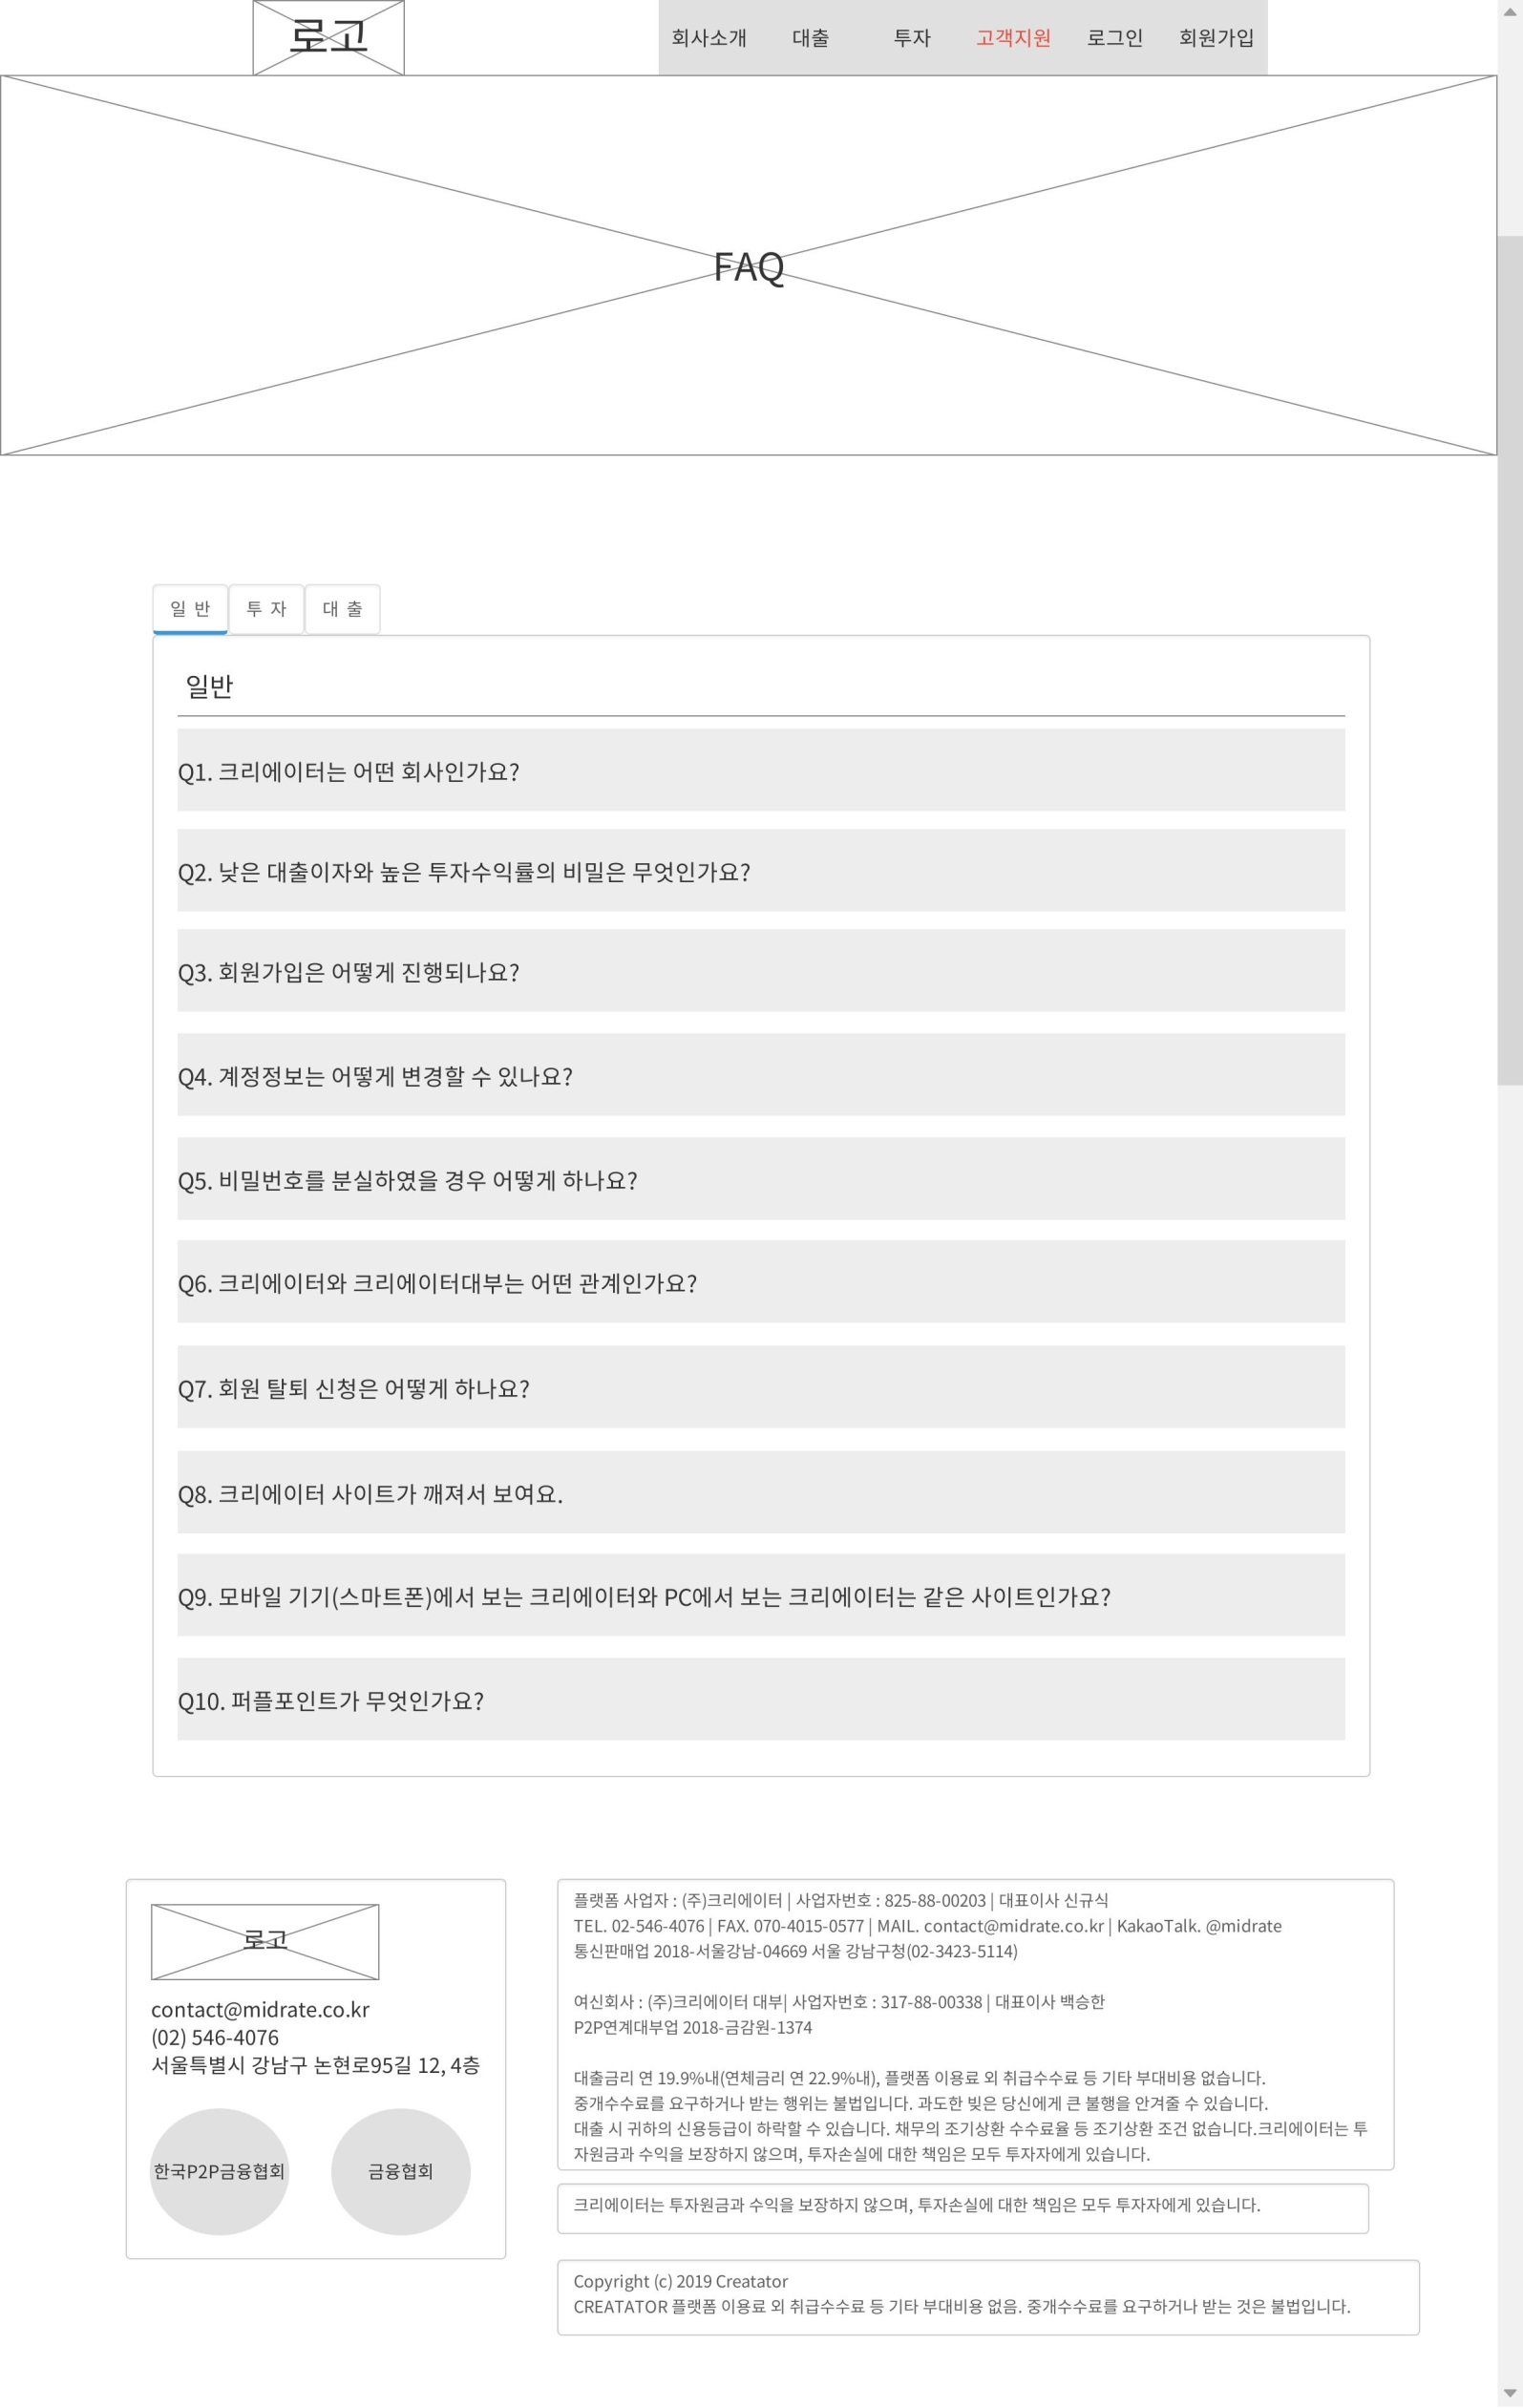 로고
회사소개 대출 투자 고객지원 로그인 회원가입
FAQ
일 반 투 자 대 출
일반
Q1. 크리에이터는 어떤 회사인가요?
Q2. 낮은 대출이자와 높은 투자수익률의 비밀은 무엇인가요?
Q3. 회원가입은 어떻게 진행되나요?
Q4. 계정정보는 어떻게 변경할 수 있나요?
Q5. 비밀번호를 분실하였을 경우 어떻게 하나요?
Q6. 크리에이터와 크리에이터대부는 어떤 관계인가요?
Q7. 회원 탈퇴 신청은 어떻게 하나요?
Q8. 크리에이터 사이트가 깨져서 보여요.
Q9. 모바일 기기(스마트폰)에서 보는 크리에이터와 PC에서 보는 크리에이터는 같은 사이트인가요?
Q10. 퍼플포인트가 무엇인가요?
로고
contact@midrate.co.kr
(02) 546-4076
서울특별시 강남구 논현로95길 12, 4층
한국P2P금융협회 금융협회
플랫폼 사업자 : (주)크리에이터 | 사업자번호 : 825-88-00203 | 대표이사 신규식
TEL. 02-546-4076 | FAX. 070-4015-0577 | MAIL. contact@midrate.co.kr | KakaoTalk. @midrate
통신판매업 2018-서울강남-04669 서울 강남구청(02-3423-5114)
여신회사 : (주)크리에이터 대부| 사업자번호 : 317-88-00338 | 대표이사 백승한
P2P연계대부업 2018-금감원-1374
대출금리 연 19.9%내(연체금리 연 22.9%내), 플랫폼 이용료 외 취급수수료 등 기타 부대비용 없습니다.
중개수수료를 요구하거나 받는 행위는 불법입니다. 과도한 빚은 당신에게 큰 불행을 안겨줄 수 있습니다.
대출 시 귀하의 신용등급이 하락할 수 있습니다. 채무의 조기상환 수수료율 등 조기상환 조건 없습니다.크리에이터는 투
자원금과 수익을 보장하지 않으며, 투자손실에 대한 책임은 모두 투자자에게 있습니다.
크리에이터는 투자원금과 수익을 보장하지 않으며, 투자손실에 대한 책임은 모두 투자자에게 있습니다.
Copyright (c) 2019 Creatator
CREATATOR 플랫폼 이용료 외 취급수수료 등 기타 부대비용 없음. 중개수수료를 요구하거나 받는 것은 불법입니다.